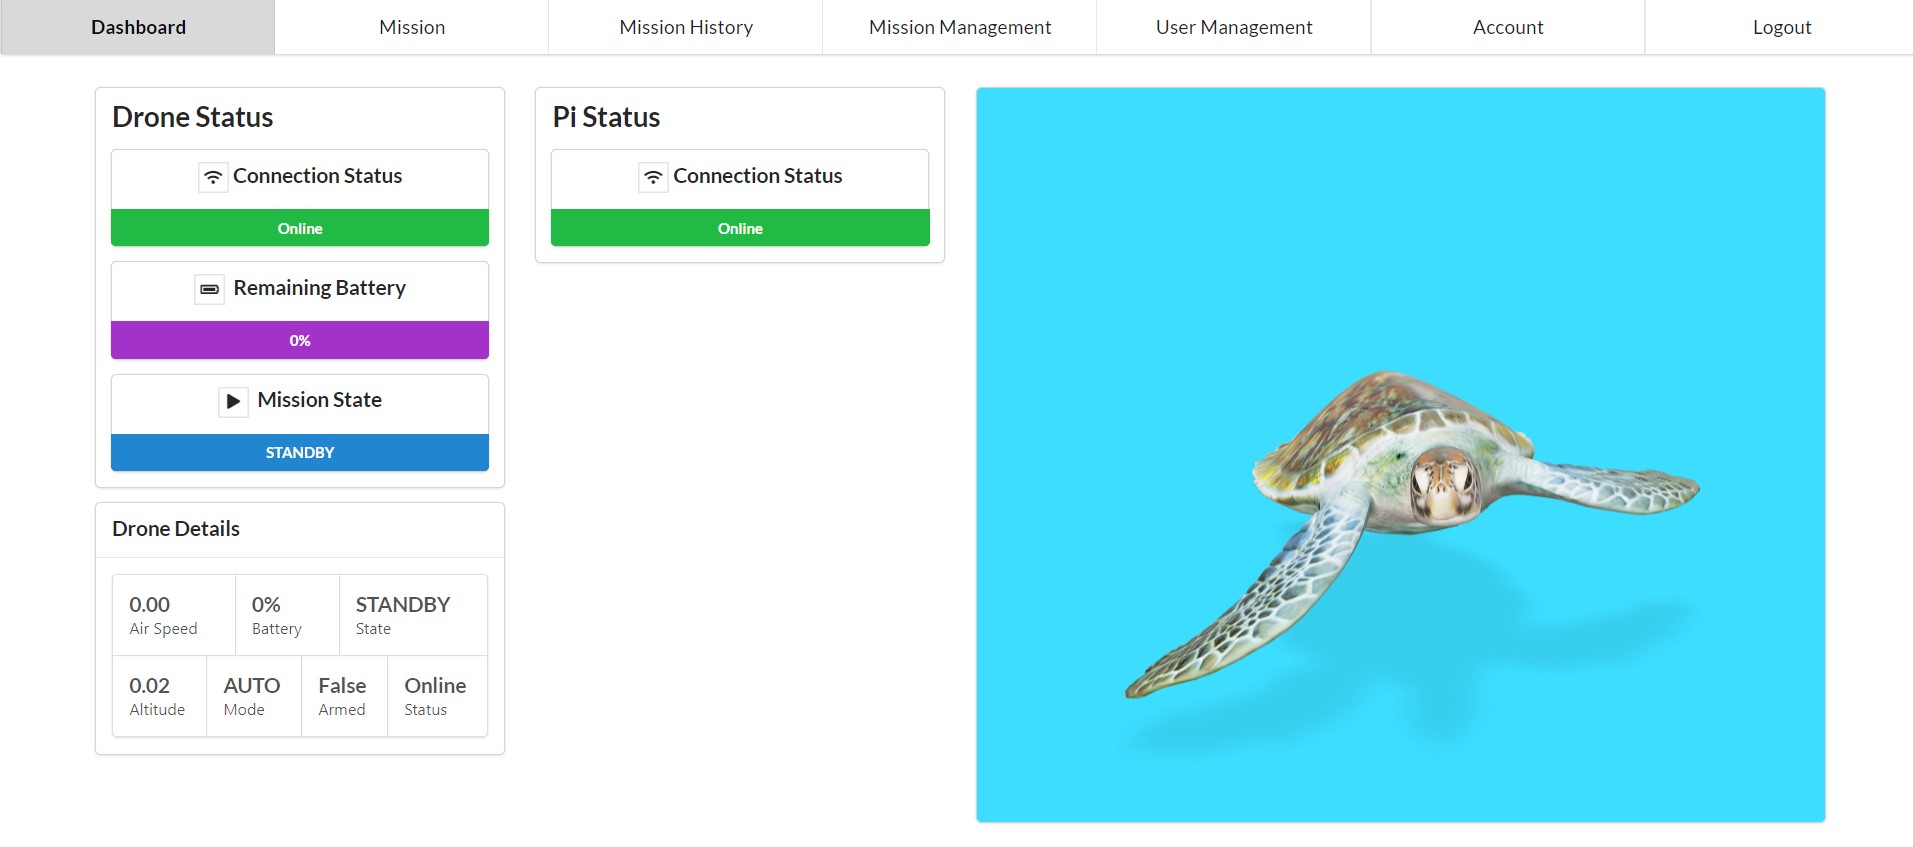 Dashboard
Mission
Mission History
Mission Management
User Management
Account
Logout
Drone Status
Connection Status
Online
Remaining Battery
0%
Mission State
STANDBY
Drone Details
0.00
Air Speed
0%
Battery
STANDBY
State
0.02
Altitude
AUTO
Mode
False
Armed
Online
Status
Pi Status
Connection Status
Online